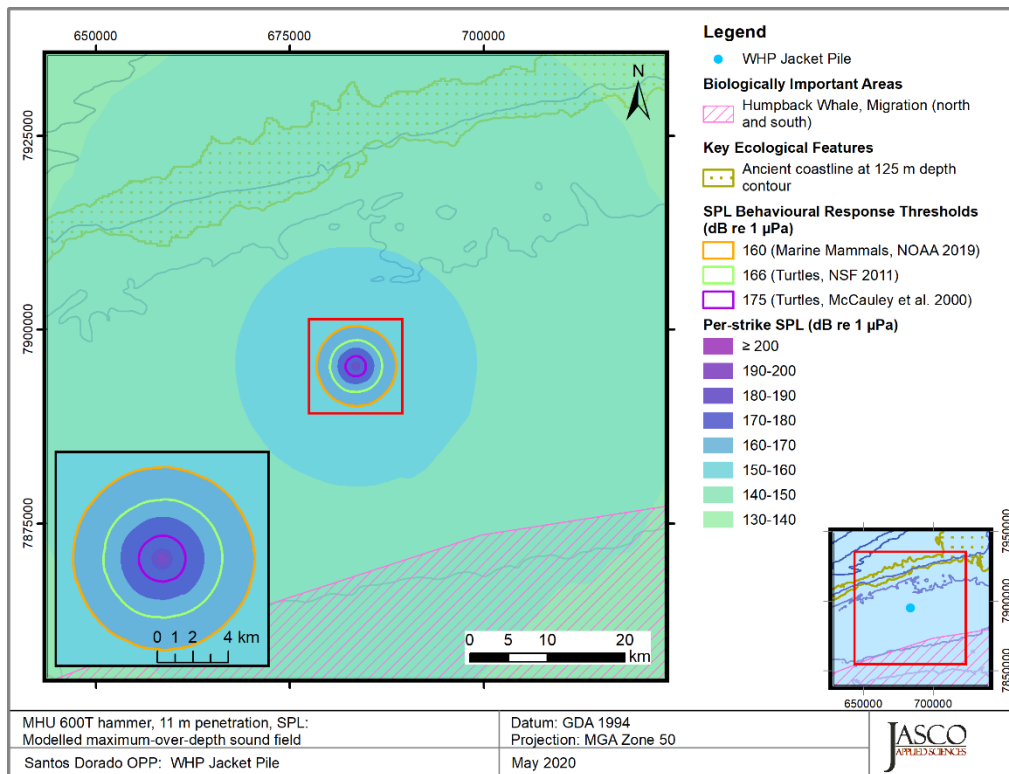 650000 675000 700000
7925000
7900000
7875000
N
0 1 2 4 km
0 5 10 20
km
Legend
WHP Jacket Pile
Biologically Important Areas
Humpback Whale, Migration (north
and south)
Key Ecological Features
Ancient coastline at 125 m depth
contour
SPL Behavioural Response Thresholds
(dB re 1 µPa)
160 (Marine Mammals, NOAA 2019)
166 (Turtles, NSF 2011)
175 (Turtles, McCauley et al. 2000)
Per-strike SPL (dB re 1 µPa)
≥ 200
190-200
180-190
170-180
160-170
150-160
140-150
130-140
7950000
7900000
7850000
650000 700000
MHU 600T hammer, 11 m penetration, SPL:
Modelled maximum-over-depth sound field
Santos Dorado OPP: WHP Jacket Pile
Datum: GDA 1994
Projection: MGA Zone 50
May 2020
JASCO
APPLIED SCIENCES